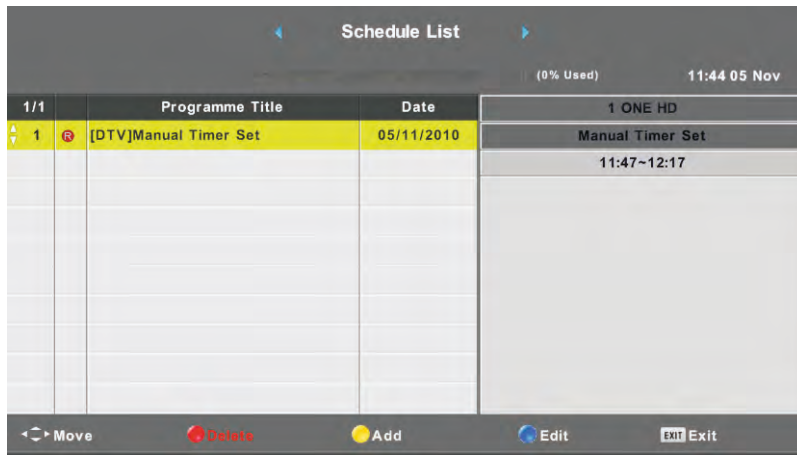 Schedule List
(0% Used) 11:44 05 Nov
1/1 Programme Title Date 1 ONE HD
1 R [DTV]Manual Timer Set 05/11/2010 Manual Timer Set
11:47~12:17
Move Delete Add Edit EXIT Exit